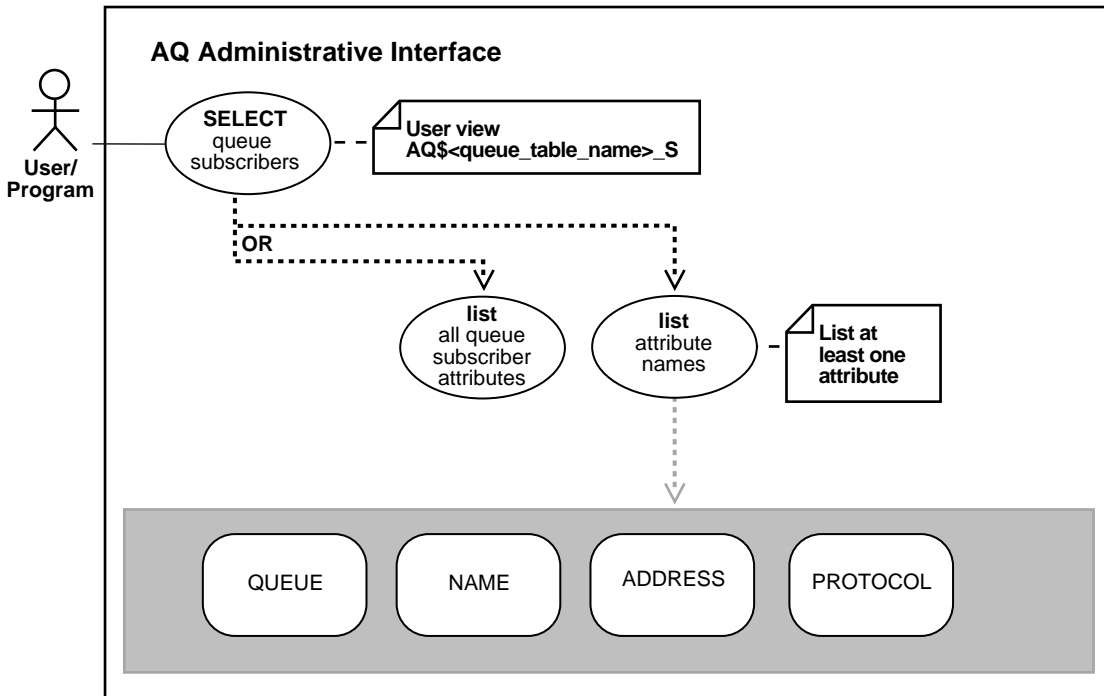 AQ Administrative Interface
User/
Program
SELECT
queue
subscribers
User view
AQ$<queue_table_name>_S
OR
list
all queue
subscriber
attributes
list
attribute
names
List at
least one
attribute
QUEUE
NAME
ADDRESS
PROTOCOL